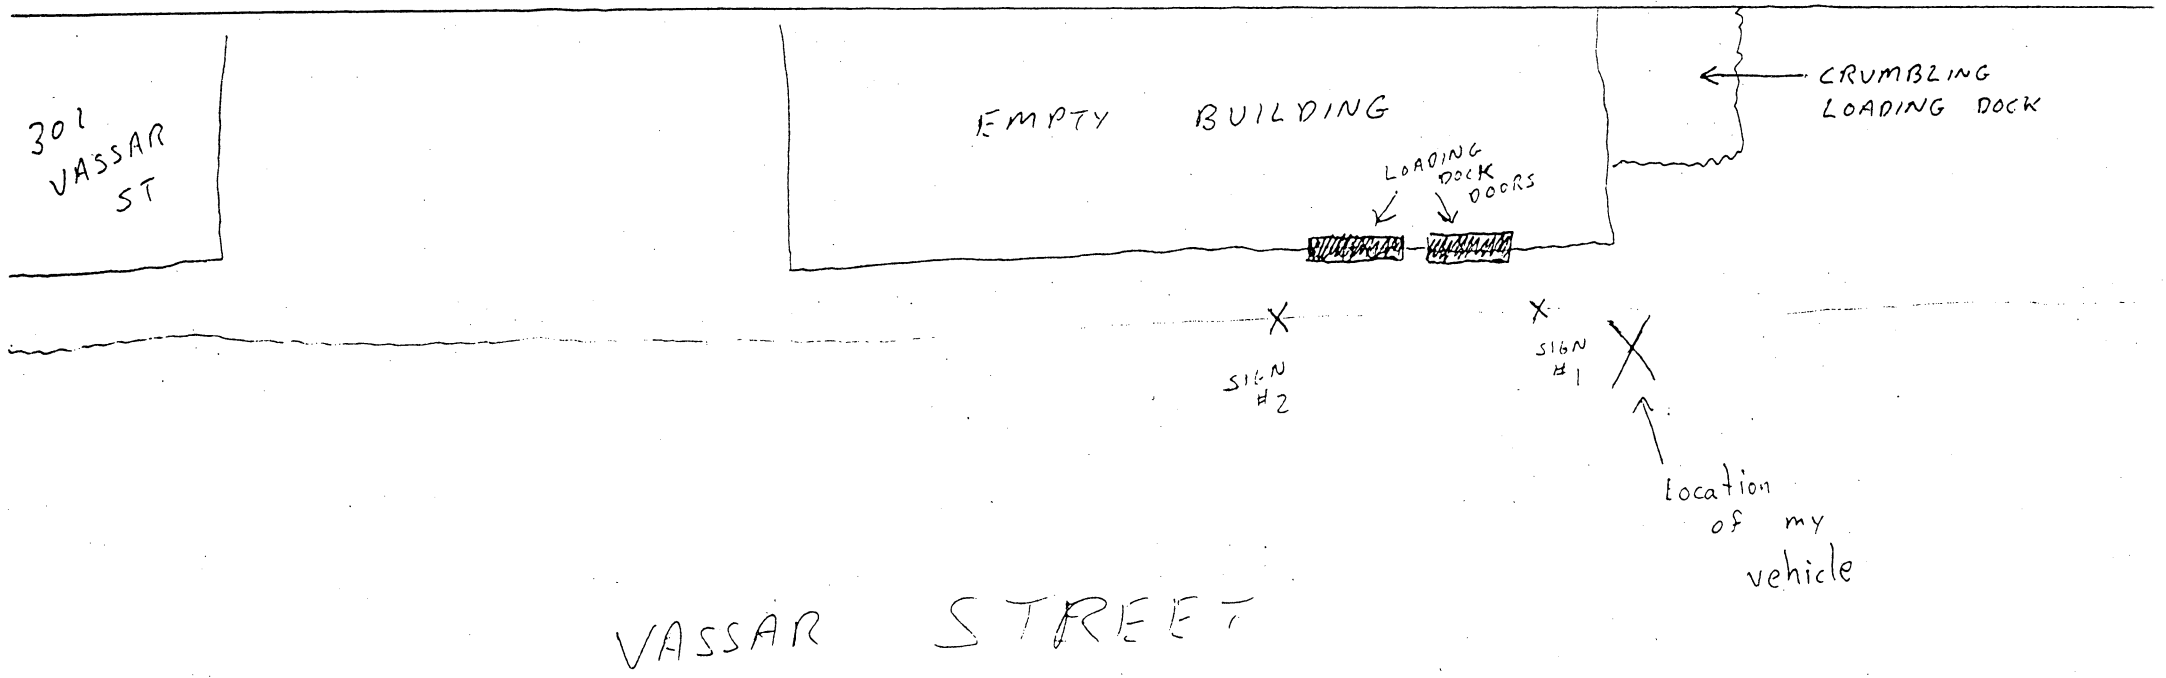 301
VASSAR
ST
EMPTY BUILDING
LOADING
DOCK
DOORS
CRUMBLING
LOADING DOCK
SIGN
#2
SIGN
#1
Location
of my
vehicle
VASSAR STREET